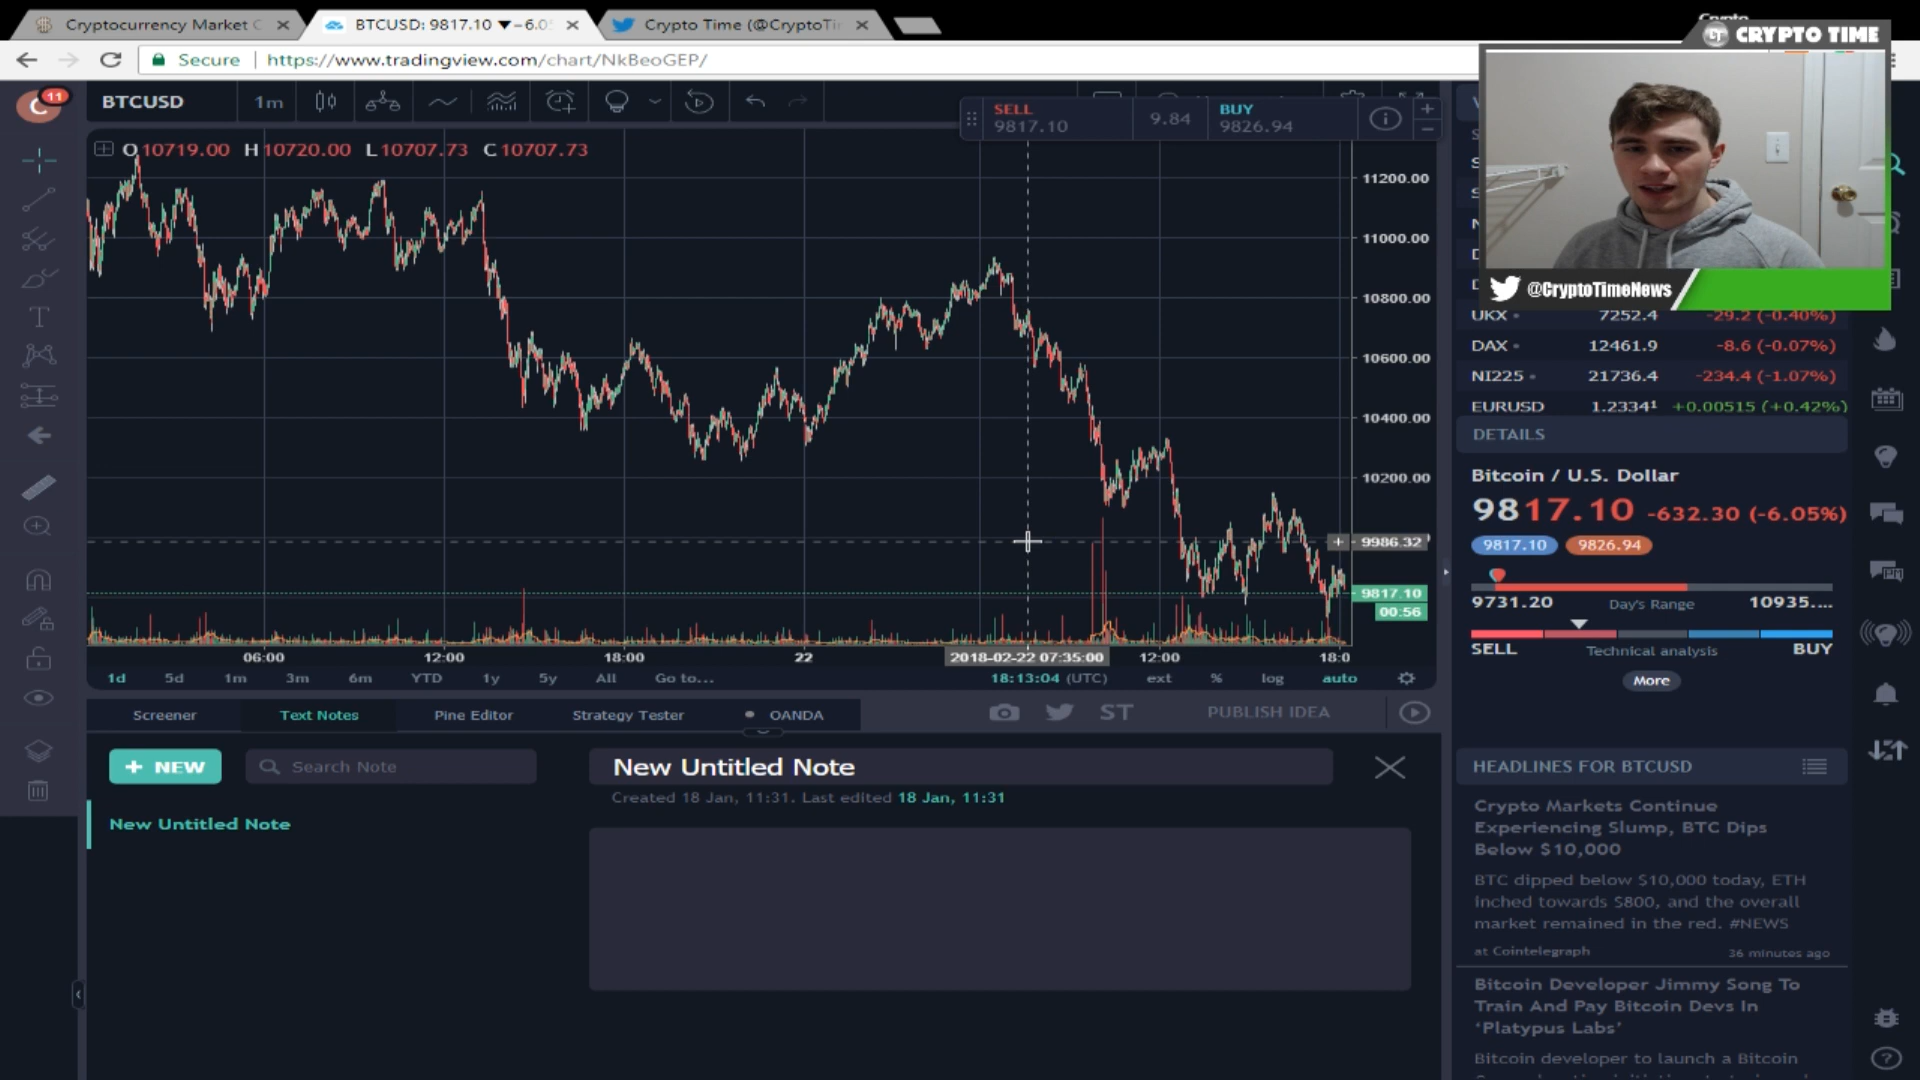 Cryptocurrency Market C
BTCUSD: 9817.10 ▼−6.0
Crypto Time (@CryptoTi
Crypto
CRYPTO TIME
Secure
https://www.tradingview.com/chart/NkBeoGEP/
C
11
BTCUSD
1m
SELL
9817.10
9.84
BUY
9826.94
O 10719.00 H 10720.00 L 10707.73 C 10707.73
11200.00
11000.00
10800.00
10600.00
10400.00
10200.00
9986.32
9817.10
00:56
@CryptoTimeNews
UKX 7252.4 -29.2 (-0.40%)
DAX 12461.9 -8.6 (-0.07%)
NI225 21736.4 -234.4 (-1.07%)
EURUSD 1.2334¹ +0.00515 (+0.42%)
DETAILS
Bitcoin / U.S. Dollar
9817.10 -632.30 (-6.05%)
9817.10 9826.94
9731.20 Day's Range 10935....
SELL Technical analysis BUY
More
06:00 12:00 18:00 22 2018-02-22 07:35:00 12:00 18:0
1d 5d 1m 3m 6m YTD 1y 5y All Go to... 18:13:04 (UTC) ext % log auto
Screener Text Notes Pine Editor Strategy Tester OANDA ST PUBLISH IDEA
+ NEW
Search Note
New Untitled Note
Created 18 Jan, 11:31. Last edited 18 Jan, 11:31
New Untitled Note
HEADLINES FOR BTCUSD
Crypto Markets Continue
Experiencing Slump, BTC Dips
Below $10,000
BTC dipped below $10,000 today, ETH
inched towards $800, and the overall
market remained in the red. #NEWS
at Cointelegraph 36 minutes ago
Bitcoin Developer Jimmy Song To
Train And Pay Bitcoin Devs In
‘Platypus Labs’
Bitcoin developer to launch a Bitcoin